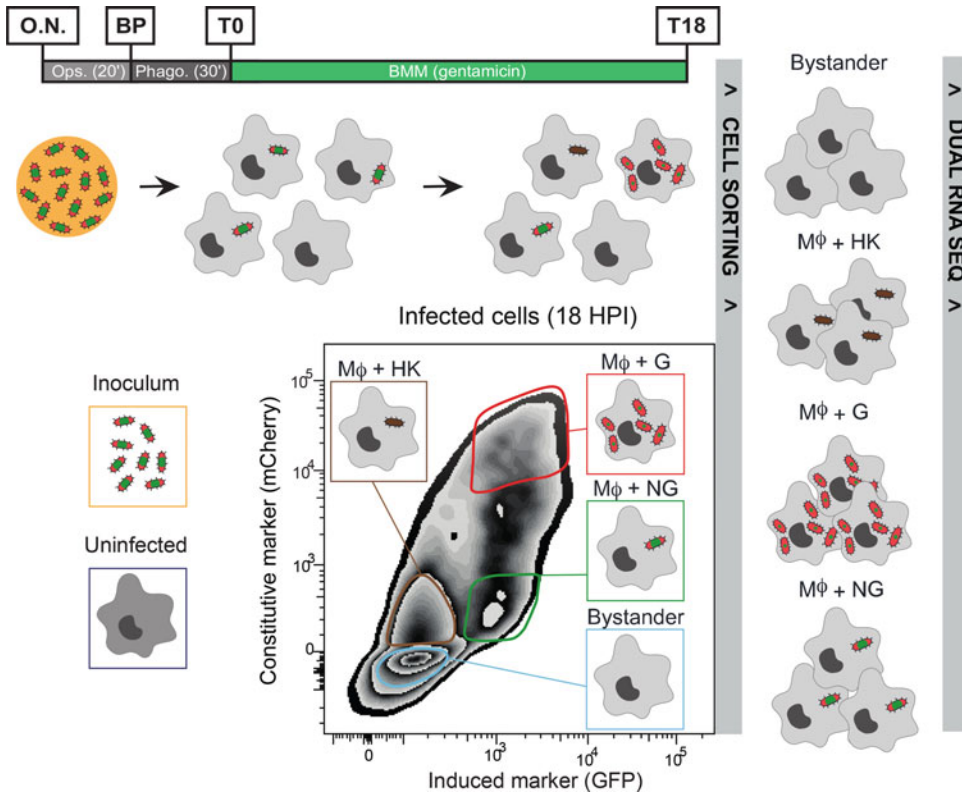 O.N.
BP
T0
T18
Ops. (20')
Phago. (30')
BMM (gentamicin)
Infected cells (18 HPI)
Inoculum
Uninfected
Mϕ + HK
Mϕ + G
Mϕ + NG
Bystander
Constitutive marker (mCherry)
10⁵
10⁴
10³
0
0
10³
10⁴
10⁵
Induced marker (GFP)
< CELL SORTING >
Bystander
Mϕ + HK
Mϕ + G
Mϕ + NG
< DUAL RNA SEQ >